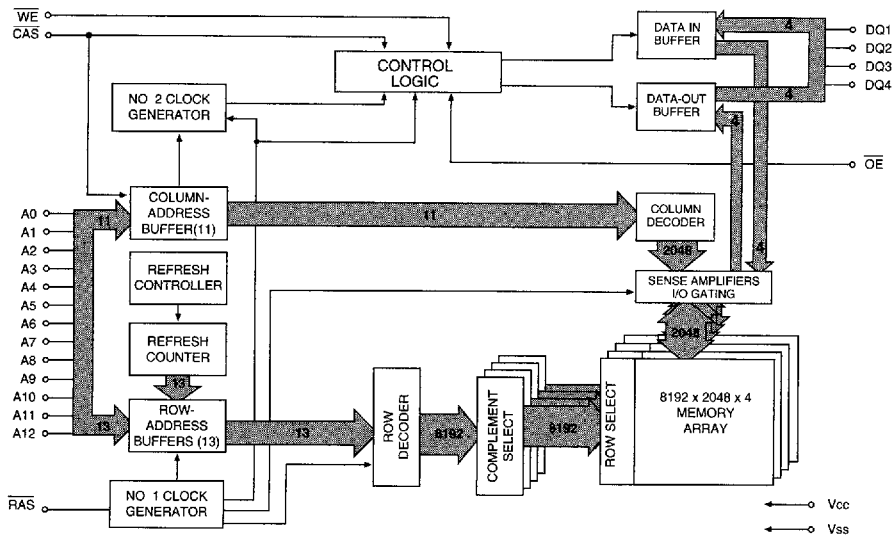 WE
CAS
DATA IN
BUFFER
4
DQ1
DQ2
DQ3
DQ4
CONTROL
LOGIC
NO 2 CLOCK
GENERATOR
DATA-OUT
BUFFER
4
4
OE
COLUMN-
ADDRESS
BUFFER(11)
11
11
COLUMN
DECODER
2048
4
A0
A1
A2
A3
A4
A5
A6
A7
A8
A9
A10
A11
A12
REFRESH
CONTROLLER
SENSE AMPLIFIERS
I/O GATING
2048
REFRESH
COUNTER
13
ROW-
ADDRESS
BUFFERS (13)
13
13
ROW
DECODER
8192
COMPLEMENT
SELECT
8192
ROW SELECT
8192 x 2048 x 4
MEMORY
ARRAY
RAS
NO 1 CLOCK
GENERATOR
Vcc
Vss